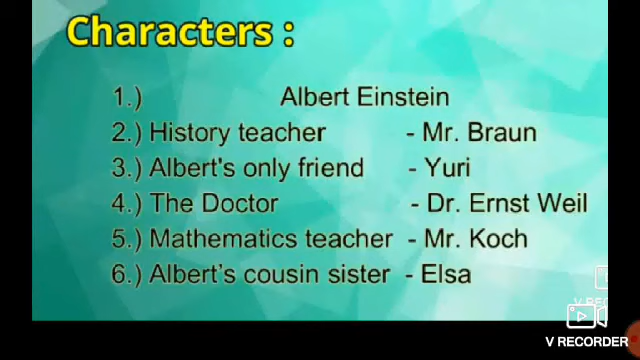 Characters :
1.) Albert Einstein
2.) History teacher - Mr. Braun
3.) Albert's only friend - Yuri
4.) The Doctor - Dr. Ernst Weil
5.) Mathematics teacher - Mr. Koch
6.) Albert's cousin sister - Elsa
V RECORDER